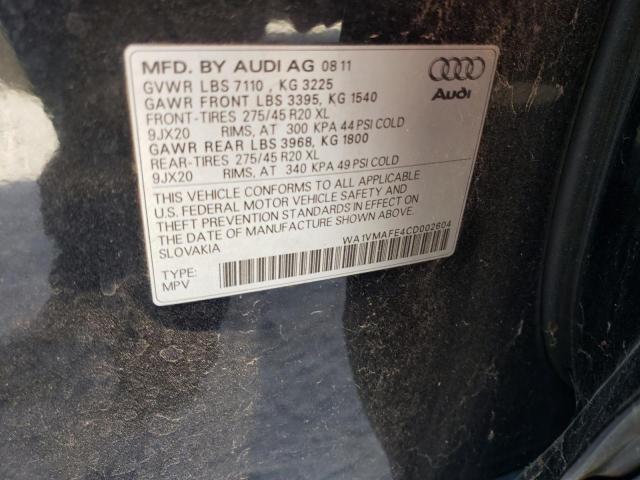 MFD. BY AUDI AG 08 11
GVWR LBS 7110 , KG 3225
GAWR FRONT LBS 3395, KG 1540
FRONT-TIRES 275/45 R20 XL
9JX20 RIMS, AT 300 KPA 44 PSI COLD
GAWR REAR LBS 3968, KG 1800
REAR-TIRES 275/45 R20 XL
9JX20 RIMS, AT 340 KPA 49 PSI COLD
THIS VEHICLE CONFORMS TO ALL APPLICABLE
U.S. FEDERAL MOTOR VEHICLE SAFETY AND
THEFT PREVENTION STANDARDS IN EFFECT ON
THE DATE OF MANUFACTURE SHOWN ABOVE
SLOVAKIA
WA1VMAFE4CD002604
TYPE:
MPV
Audi